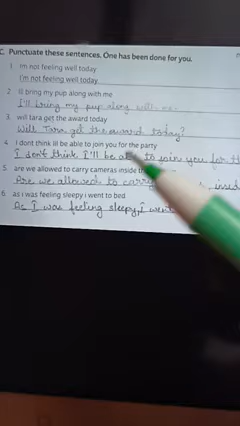 C. Punctuate these sentences. One has been done for you.
1. im not feeling well today
I'm not feeling well today.
2. ill bring my pup along with me
I'll bring my pup along with me.
3. will tara get the award today
Will Tara get the award today?
4. I dont think ill be able to join you for the party
I don't think I'll be able to join you for
5. are we allowed to carry cameras inside
Are we allowed to carry
6. as i was feeling sleepy i went to bed
As I was feeling sleepy, I went